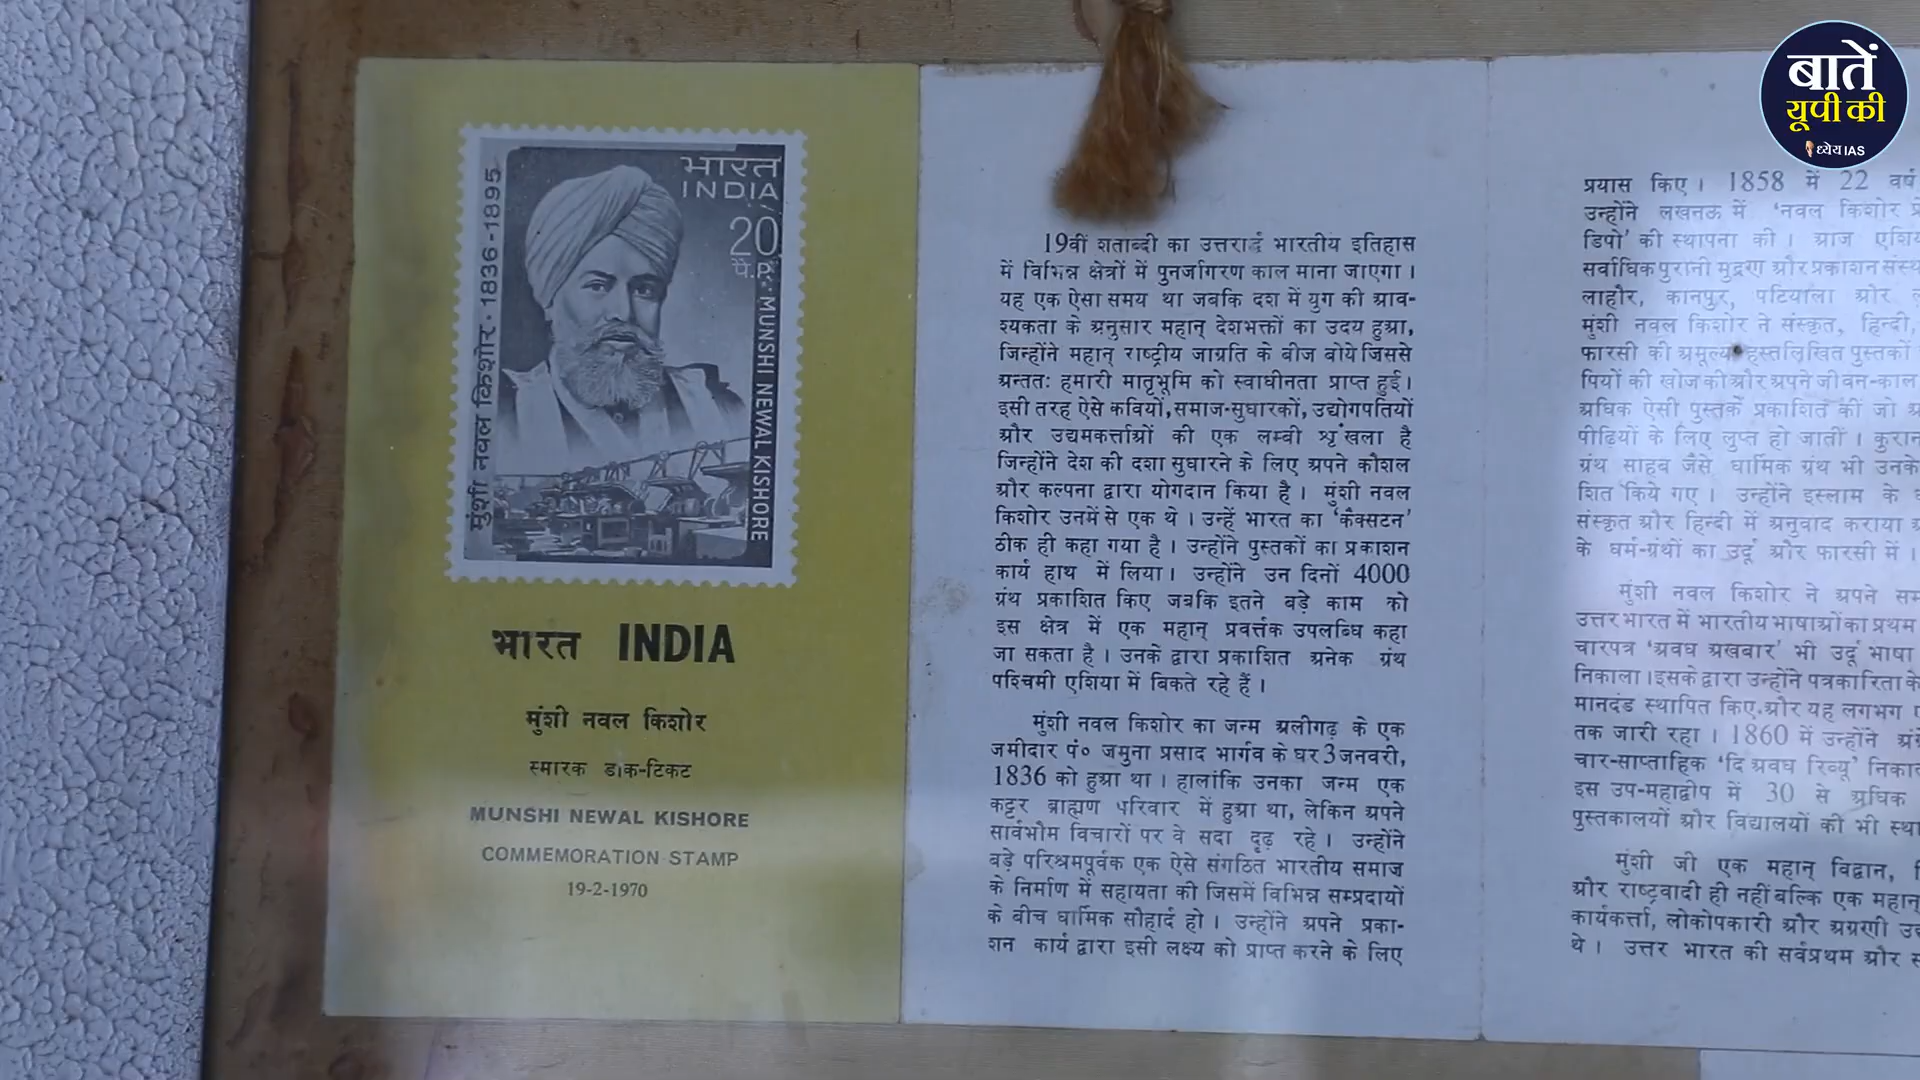 बातें
यूपी की
ध्येय IAS
भारत
INDIA
20
पै. P.
मुंशी नवल किशोर · 1836-1895
MUNSHI NEWAL KISHORE
भारत INDIA
मुंशी नवल किशोर
स्मारक डाक-टिकट
MUNSHI NEWAL KISHORE
COMMEMORATION STAMP
19-2-1970
19वीं शताब्दी का उत्तरार्द्ध भारतीय इतिहास
में विभिन्न क्षेत्रों में पुनर्जागरण काल माना जाएगा ।
यह एक ऐसा समय था जबकि देश में युग की आव-
श्यकता के अनुसार महान् देशभक्तों का उदय हुआ,
जिन्होंने महान् राष्ट्रीय जाग्रति के बीज बोये जिससे
अन्ततः हमारी मातृभूमि को स्वाधीनता प्राप्त हुई।
इसी तरह ऐसे कवियों, समाज-सुधारकों, उद्योगपतियों
और उद्यमकर्त्ताओं की एक लम्बी शृंखला है
जिन्होंने देश की दशा सुधारने के लिए अपने कौशल
और कल्पना द्वारा योगदान किया है । मुंशी नवल
किशोर उनमें से एक थे । उन्हें भारत का 'कैक्सटन'
ठीक ही कहा गया है । उन्होंने पुस्तकों का प्रकाशन
कार्य हाथ में लिया । उन्होंने उन दिनों 4000
ग्रंथ प्रकाशित किए जबकि इतने बड़े काम को
इस क्षेत्र में एक महान् प्रवर्त्तक उपलब्धि कहा
जा सकता है । उनके द्वारा प्रकाशित अनेक ग्रंथ
पश्चिमी एशिया में बिकते रहे हैं ।
मुंशी नवल किशोर का जन्म अलीगढ़ के एक
जमींदार पं० जमुना प्रसाद भार्गव के घर 3 जनवरी,
1836 को हुआ था । हालांकि उनका जन्म एक
कट्टर ब्राह्मण परिवार में हुआ था, लेकिन अपने
सार्वभौम विचारों पर वे सदा दृढ़ रहे । उन्होंने
बड़े परिश्रमपूर्वक एक ऐसे संगठित भारतीय समाज
के निर्माण में सहायता की जिसमें विभिन्न सम्प्रदायों
के बीच धार्मिक सौहार्द हो । उन्होंने अपने प्रका-
शन कार्य द्वारा इसी लक्ष्य को प्राप्त करने के लिए
प्रयास किए । 1858 में 22 वर्ष
उन्होंने लखनऊ में 'नवल किशोर
डिपो' की स्थापना की । आज
सर्वाधिक पुरानी मुद्रण और प्रकाशन
लाहौर, कानपुर, पटियाला और
मुंशी नवल किशोर ने संस्कृत, हिन्दी,
फारसी की अमूल्य हस्तलिखित पुस्तकों
पियों की खोज की और अपने जीवन-काल
अधिक ऐसी पुस्तकें प्रकाशित कीं जो
पीढ़ियों के लिए लुप्त हो जातीं ।
ग्रंथ साहब जैसे धार्मिक ग्रंथ भी उनके
शित किये गए । उन्होंने इस्लाम के
संस्कृत और हिन्दी में अनुवाद कराया
के धर्म-ग्रंथों का उर्दू और फारसी में ।
मुंशी नवल किशोर ने अपने
उत्तर भारत में भारतीय भाषाओं का प्रथम
चारपत्र 'अवध अखबार' भी उर्दू भाषा
निकाला । इसके द्वारा उन्होंने पत्रकारिता के
मानदंड स्थापित किए और यह लगभग
तक जारी रहा । 1860 में उन्होंने
चार-साप्ताहिक 'दि अवध रिव्यू'
इस उप-महाद्वीप में 30 से अधिक
पुस्तकालयों और विद्यालयों की भी
मुंशी जी एक महान् विद्वान,
और राष्ट्रवादी ही नहीं बल्कि एक महान्
कार्यकर्त्ता, लोकोपकारी और अग्रणी
थे । उत्तर भारत की सर्वप्रथम और